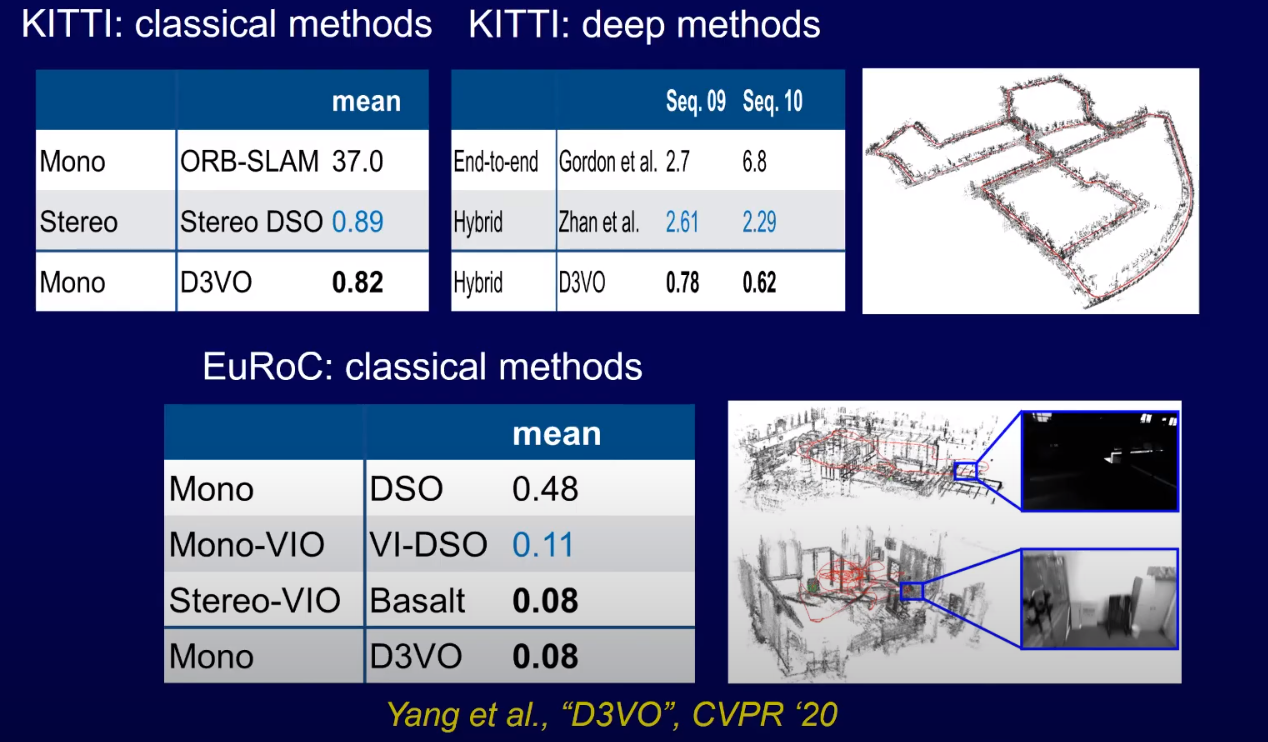 KITTI: classical methods KITTI: deep methods
mean
Mono ORB-SLAM 37.0
Stereo Stereo DSO 0.89
Mono D3VO 0.82
Seq. 09 Seq. 10
End-to-end Gordon et al. 2.7 6.8
Hybrid Zhan et al. 2.61 2.29
Hybrid D3VO 0.78 0.62
EuRoC: classical methods
mean
Mono DSO 0.48
Mono-VIO VI-DSO 0.11
Stereo-VIO Basalt 0.08
Mono D3VO 0.08
Yang et al., “D3VO”, CVPR ‘20